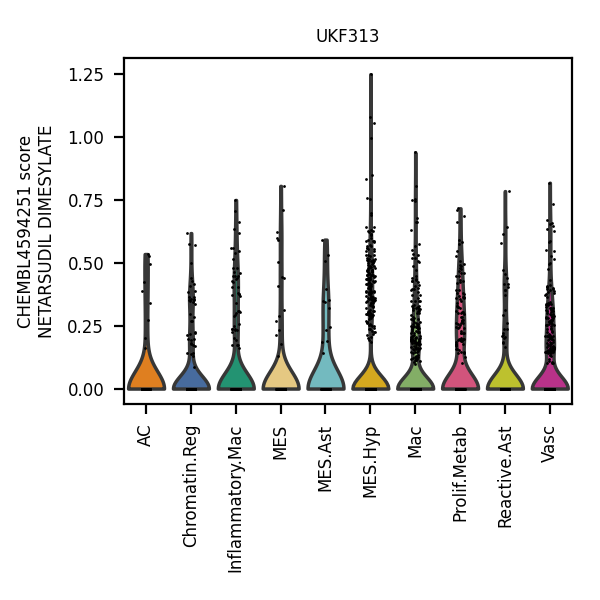 UKF313
CHEMBL4594251 score
NETARSUDIL DIMESYLATE
1.25
1.00
0.75
0.50
0.25
0.00
AC
Chromatin.Reg
Inflammatory.Mac
MES
MES.Ast
MES.Hyp
Mac
Prolif.Metab
Reactive.Ast
Vasc